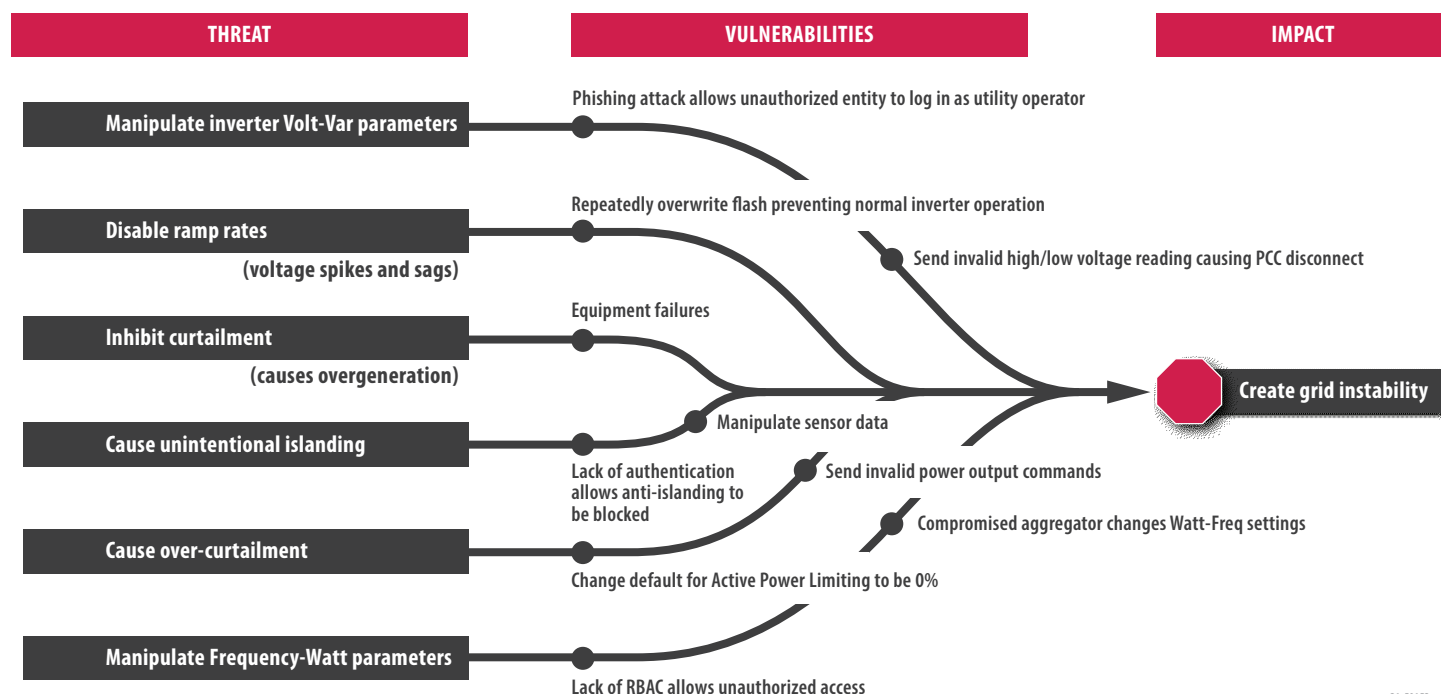 THREAT
VULNERABILITIES
IMPACT
Phishing attack allows unauthorized entity to log in as utility operator
Manipulate inverter Volt-Var parameters
Repeatedly overwrite flash preventing normal inverter operation
Disable ramp rates
(voltage spikes and sags)
Send invalid high/low voltage reading causing PCC disconnect
Equipment failures
Inhibit curtailment
(causes overgeneration)
Create grid instability
Manipulate sensor data
Cause unintentional islanding
Lack of authentication
allows anti-islanding to
be blocked
Send invalid power output commands
Compromised aggregator changes Watt-Freq settings
Cause over-curtailment
Change default for Active Power Limiting to be 0%
Manipulate Frequency-Watt parameters
Lack of RBAC allows unauthorized access